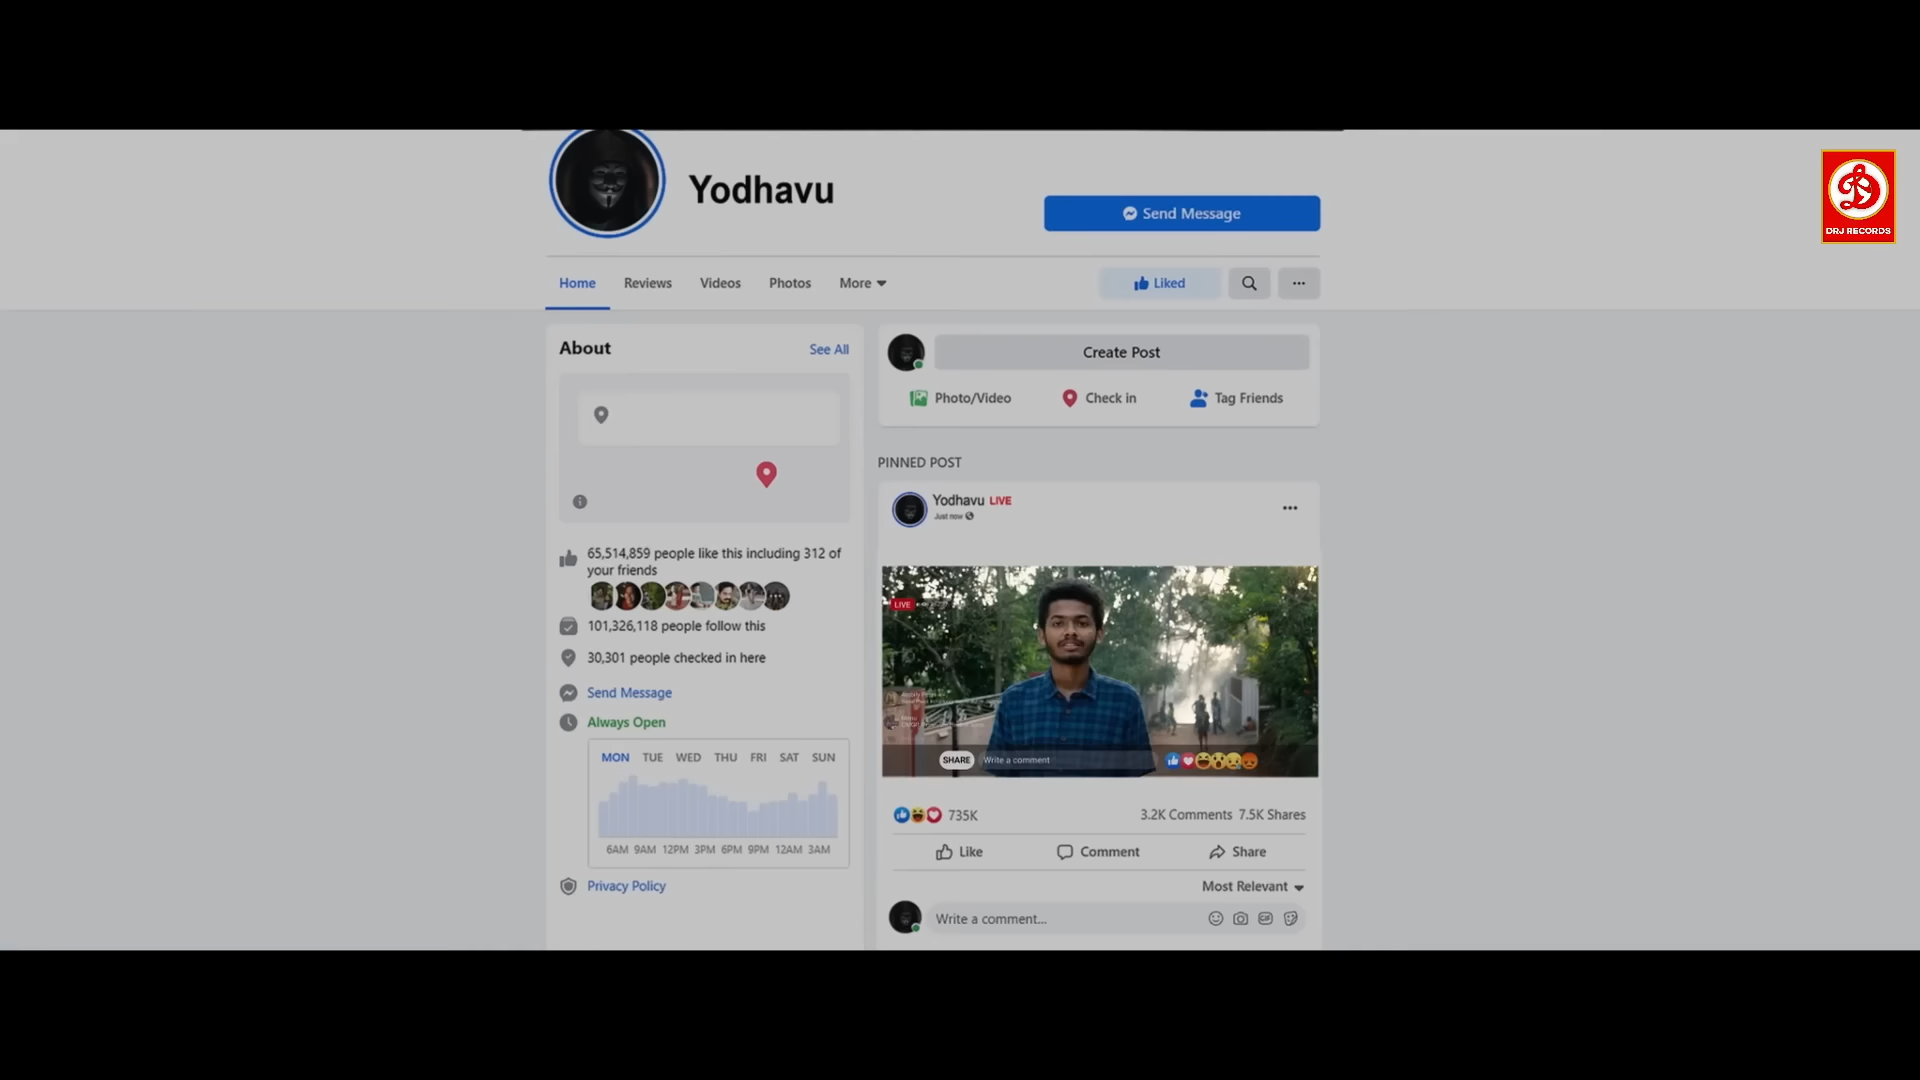 Yodhavu
Send Message
DRJ RECORDS
Home Reviews Videos Photos More
Liked
About See All
Create Post
Photo/Video Check in Tag Friends
PINNED POST
Yodhavu LIVE
Just now
LIVE
65,514,859 people like this including 312 of
your friends
101,326,118 people follow this
30,301 people checked in here
Send Message
Always Open
MON TUE WED THU FRI SAT SUN
6AM 9AM 12PM 3PM 6PM 9PM 12AM 3AM
Privacy Policy
SHARE Write a comment
735K 3.2K Comments 7.5K Shares
Like Comment Share
Most Relevant
Write a comment...
GIF